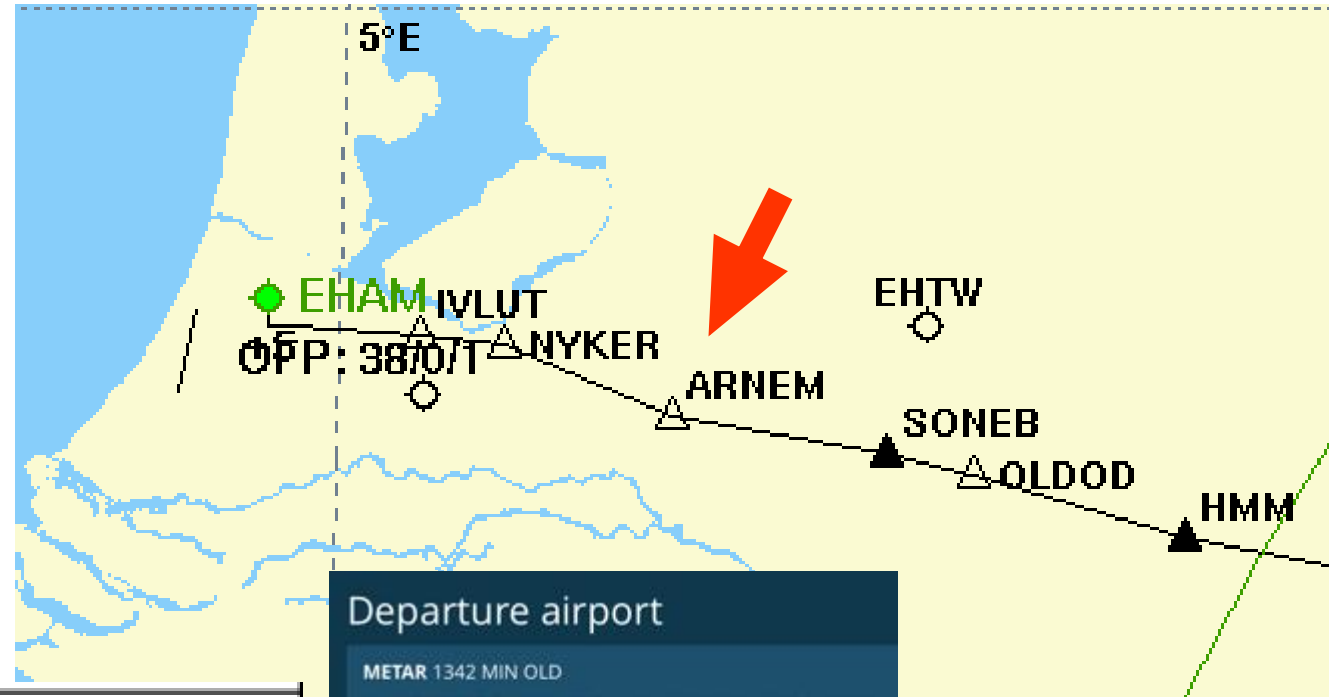 5°E
EHAM
IVLUT
EHTW
NYKER
OPP: 38/0/1
ARNEM
SONEB
OLDOD
HMM
Departure airport
METAR 1342 MIN OLD